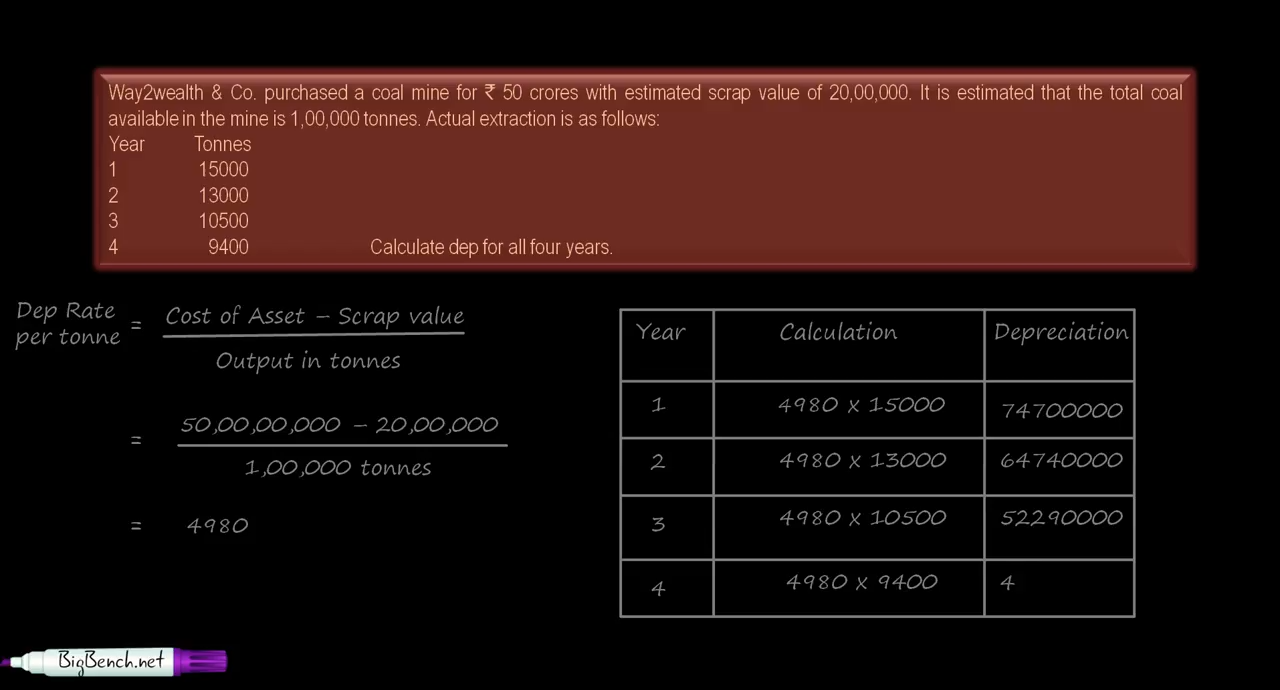 Way2wealth & Co. purchased a coal mine for ₹ 50 crores with estimated scrap value of 20,00,000. It is estimated that the total coal
available in the mine is 1,00,000 tonnes. Actual extraction is as follows:
Year Tonnes
1 15000
2 13000
3 10500
4 9400 Calculate dep for all four years.
Dep Rate
per tonne = Cost of Asset – Scrap value
Output in tonnes
= 50,00,00,000 – 20,00,000
1,00,000 tonnes
= 4980
Year Calculation Depreciation
1 4980 x 15000 74700000
2 4980 x 13000 64740000
3 4980 x 10500 52290000
4 4980 x 9400 4
BigBench.net